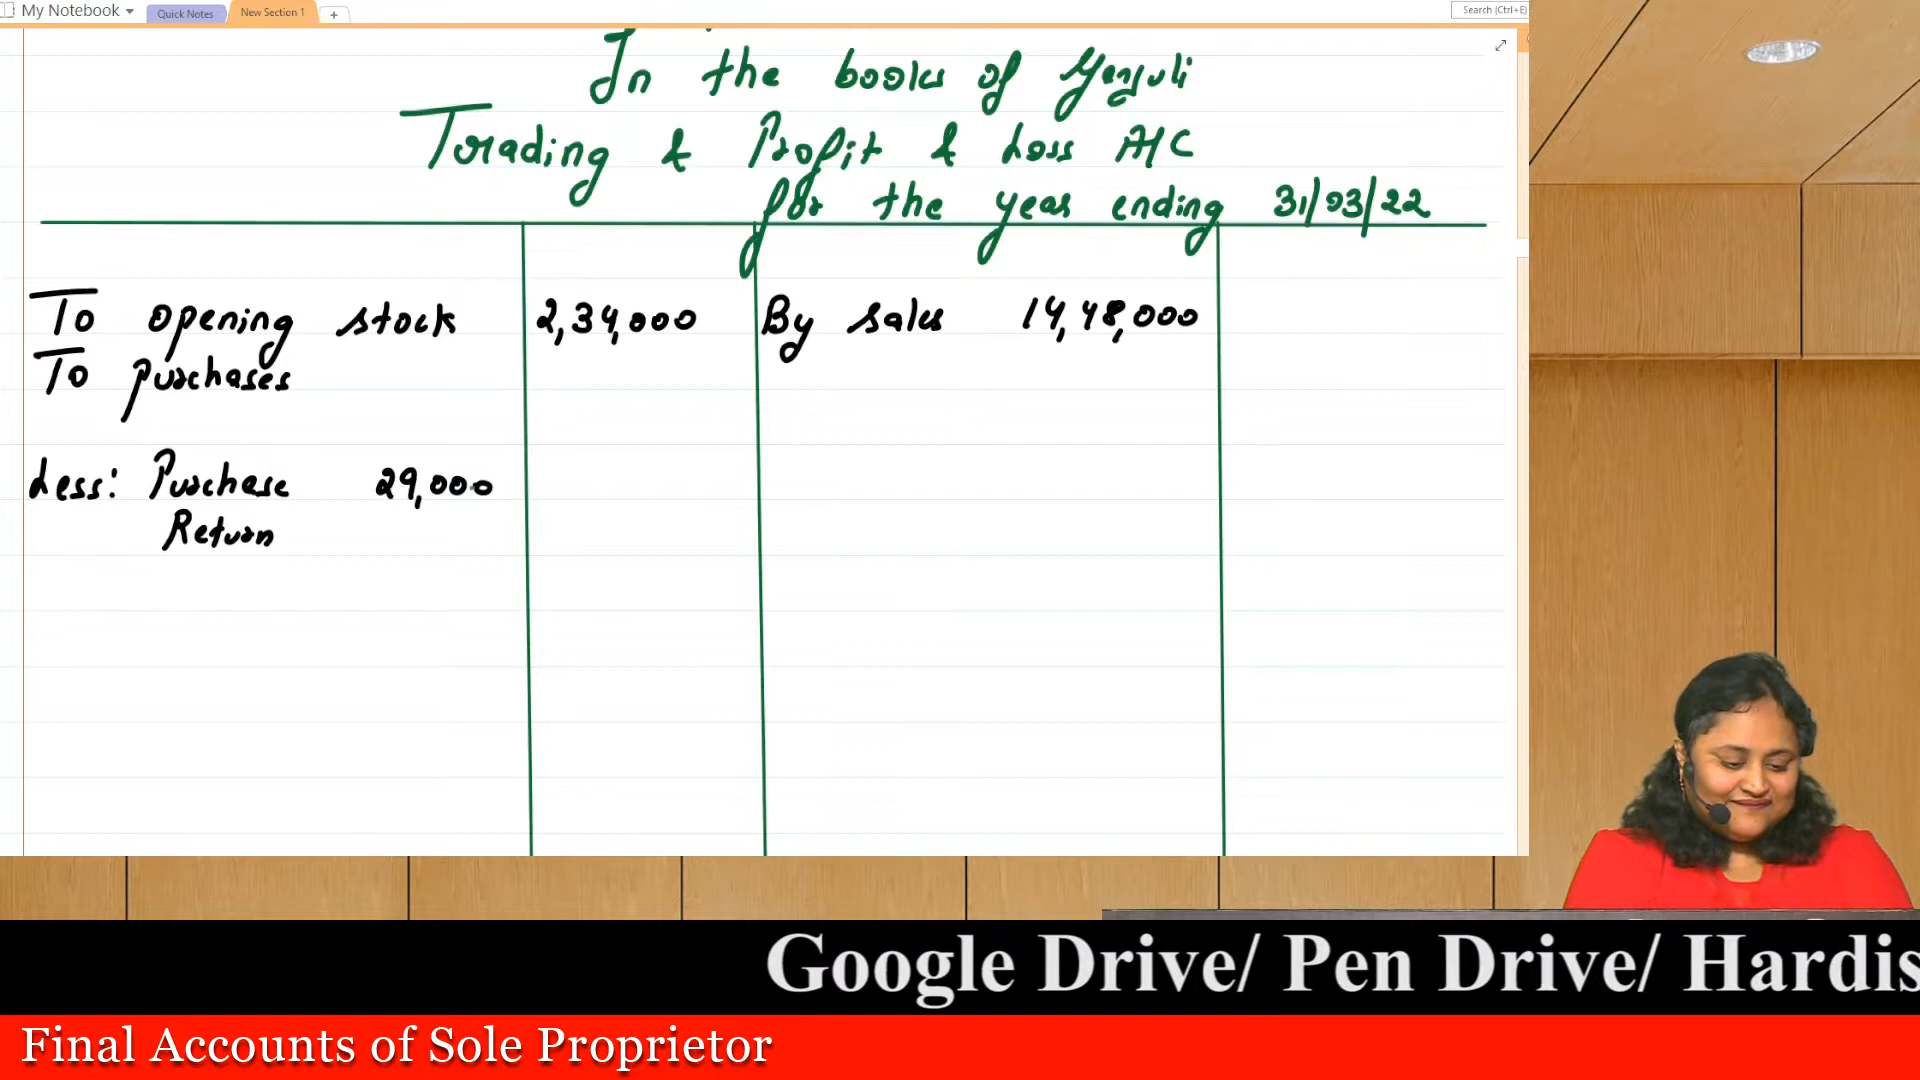 My Notebook
Quick Notes
New Section 1
+
Search (Ctrl+E)
In the books of
Trading & Profit & Loss A/C
for the year ending 31/03/22
To opening stock 2,34,000 By sales 14,48,000
To purchases
Less: Purchase 29,000
Return
Google Drive/ Pen Drive/ Hardis
Final Accounts of Sole Proprietor